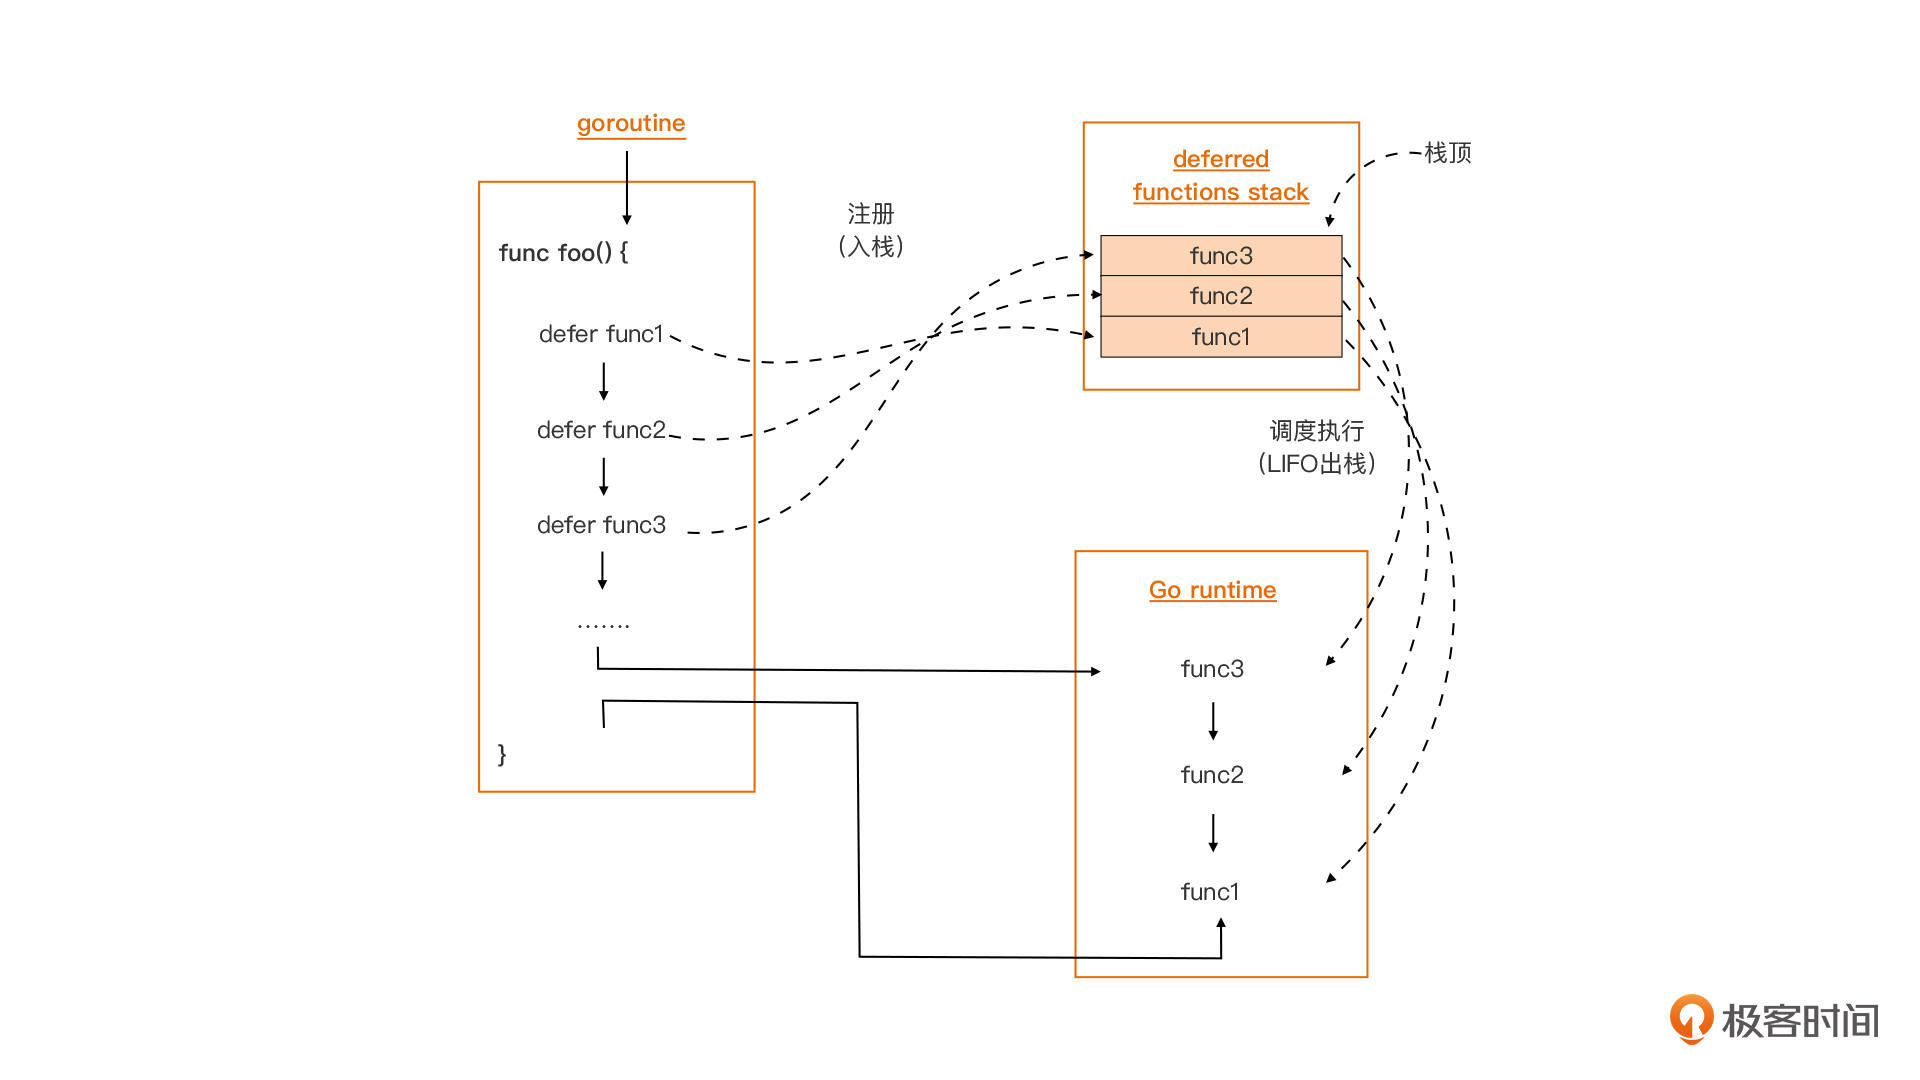 goroutine
func foo() {
defer func1
defer func2
defer func3
.......
}
注册
(入栈)
deferred
functions stack
栈顶
func3
func2
func1
调度执行
(LIFO出栈)
Go runtime
func3
func2
func1
极客时间